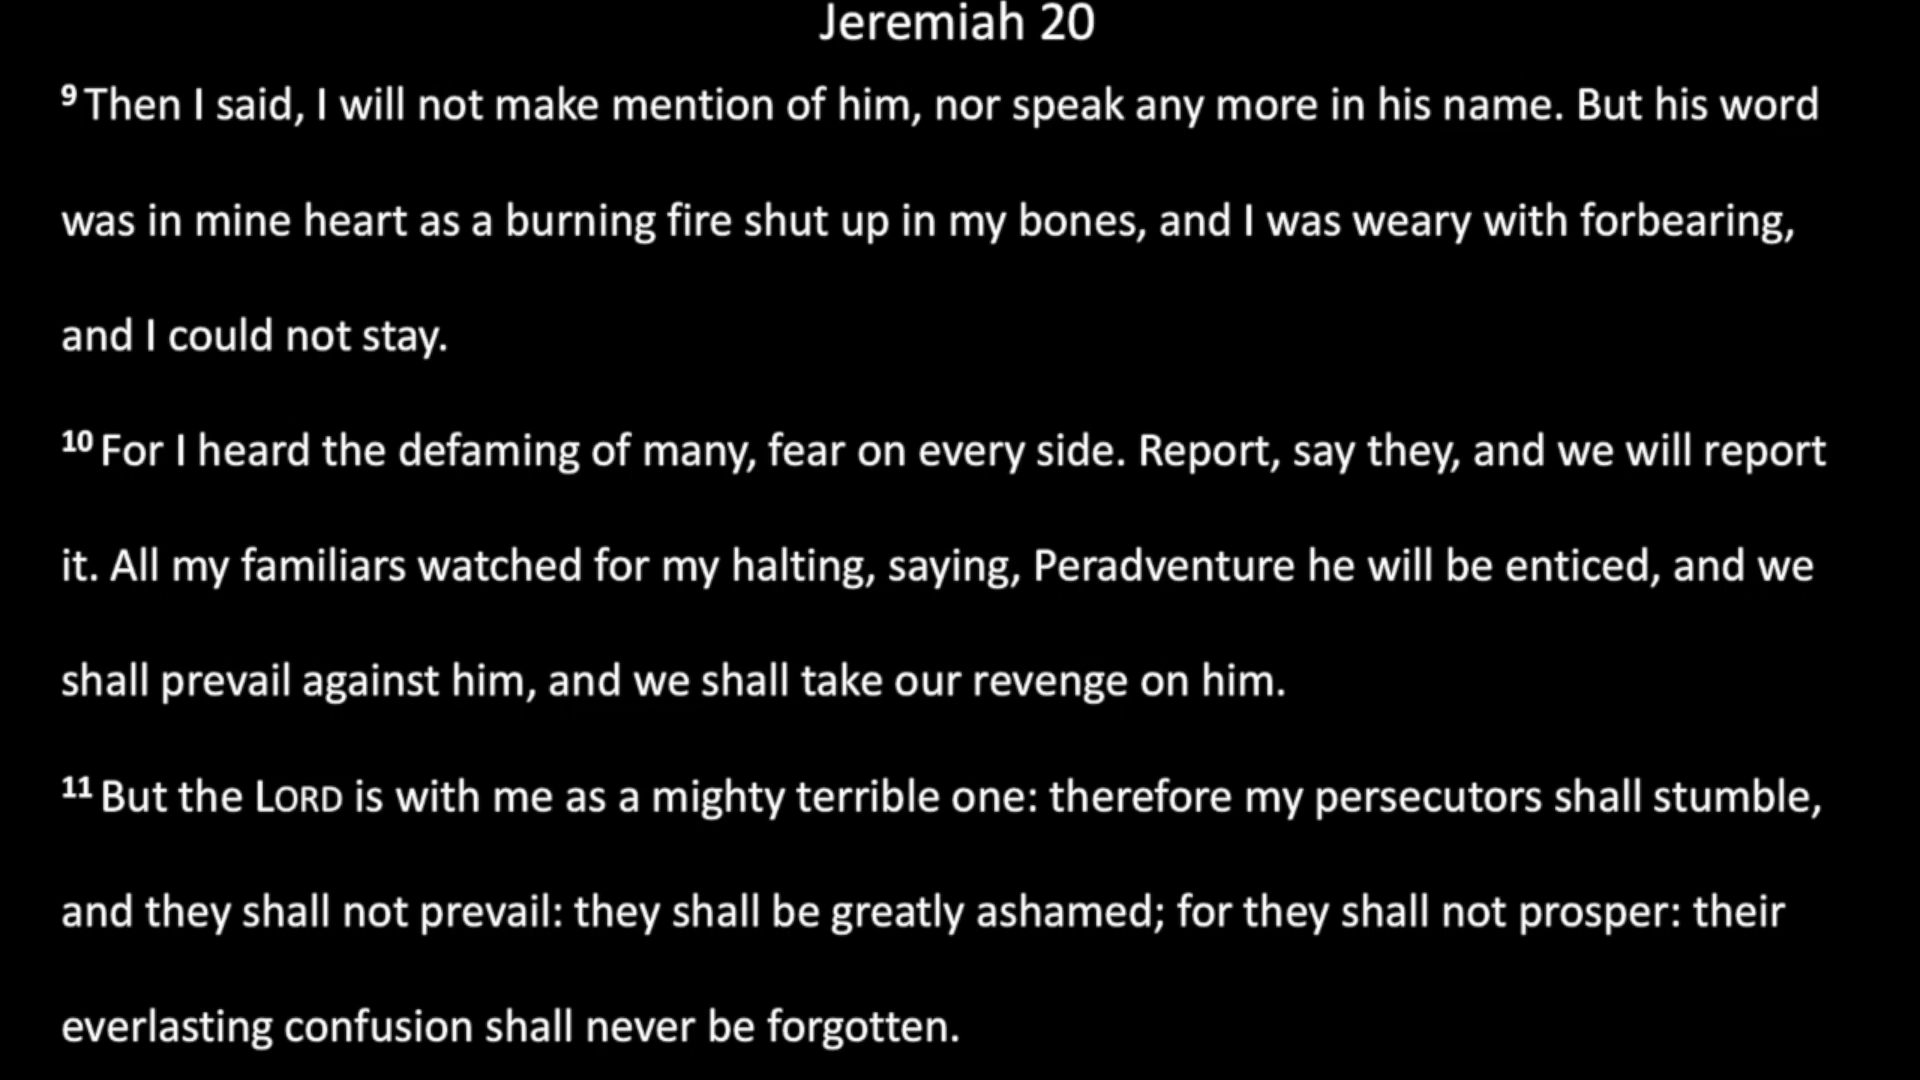 Jeremiah 20
9 Then I said, I will not make mention of him, nor speak any more in his name. But his word
was in mine heart as a burning fire shut up in my bones, and I was weary with forbearing,
and I could not stay.
10 For I heard the defaming of many, fear on every side. Report, say they, and we will report
it. All my familiars watched for my halting, saying, Peradventure he will be enticed, and we
shall prevail against him, and we shall take our revenge on him.
11 But the LORD is with me as a mighty terrible one: therefore my persecutors shall stumble,
and they shall not prevail: they shall be greatly ashamed; for they shall not prosper: their
everlasting confusion shall never be forgotten.